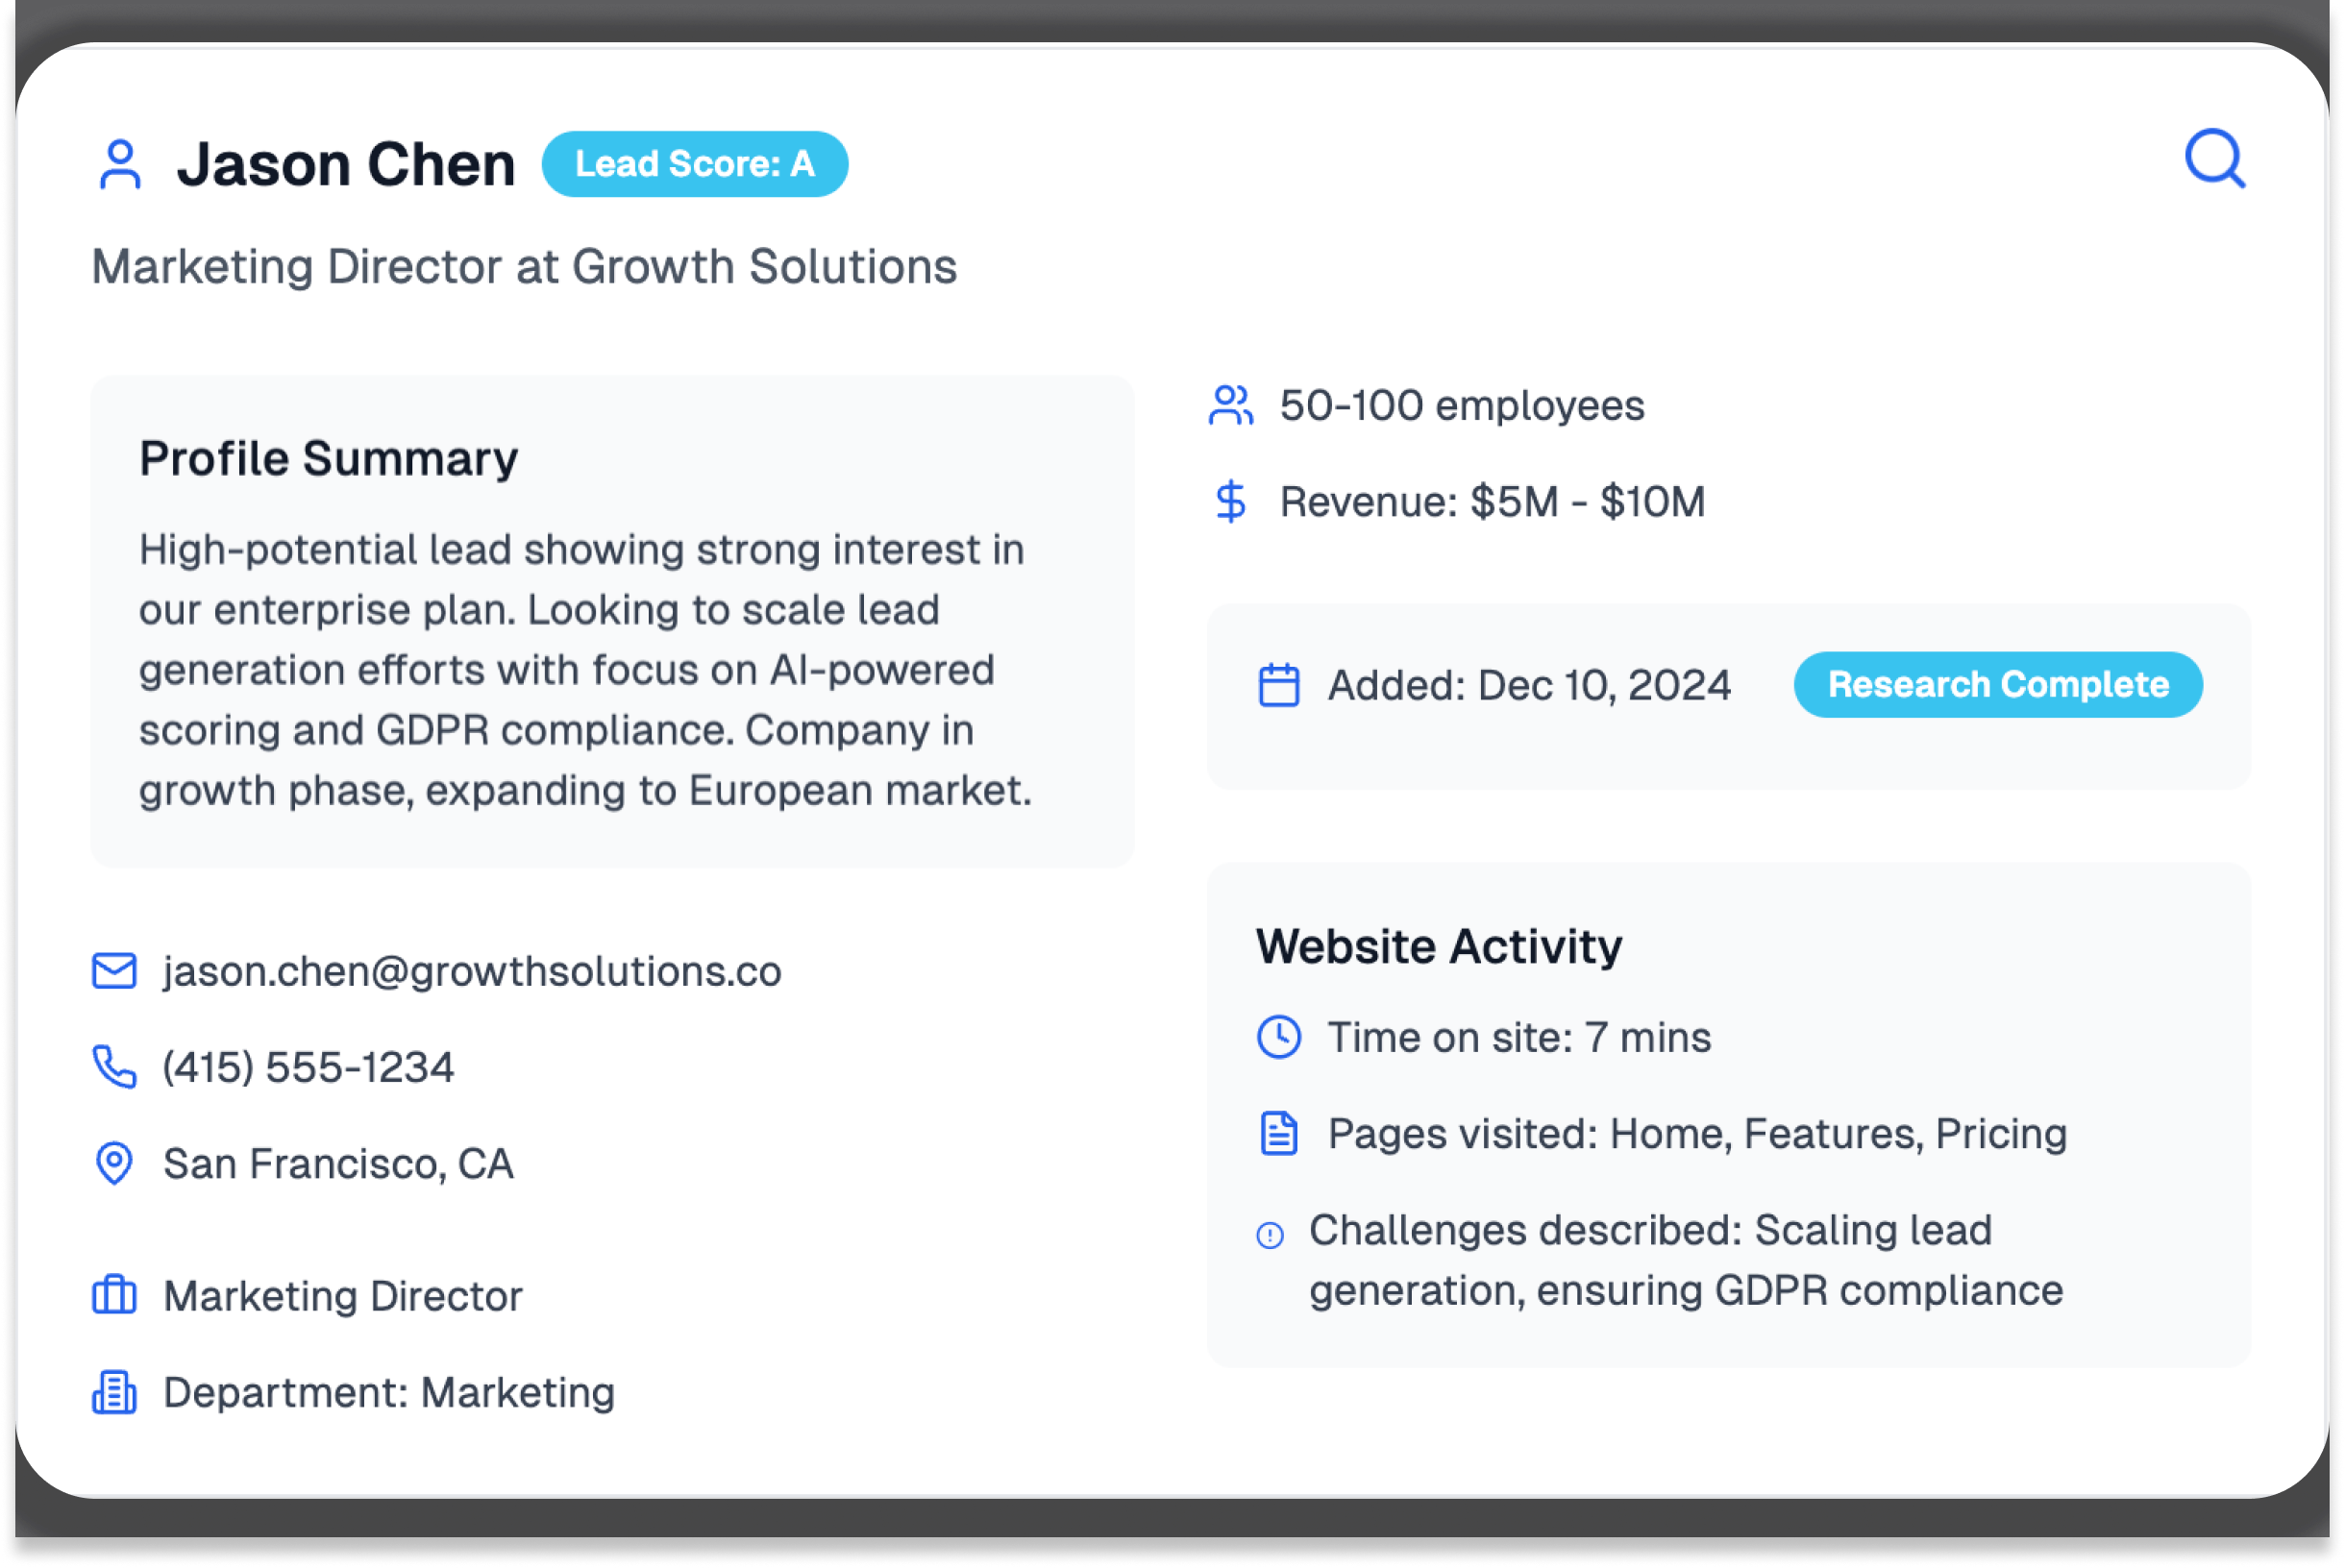 Jason Chen
Lead Score: A
Marketing Director at Growth Solutions
Profile Summary
High-potential lead showing strong interest in
our enterprise plan. Looking to scale lead
generation efforts with focus on AI-powered
scoring and GDPR compliance. Company in
growth phase, expanding to European market.
jason.chen@growthsolutions.co
(415) 555-1234
San Francisco, CA
Marketing Director
Department: Marketing
50-100 employees
Revenue: $5M - $10M
Added: Dec 10, 2024
Research Complete
Website Activity
Time on site: 7 mins
Pages visited: Home, Features, Pricing
Challenges described: Scaling lead
generation, ensuring GDPR compliance